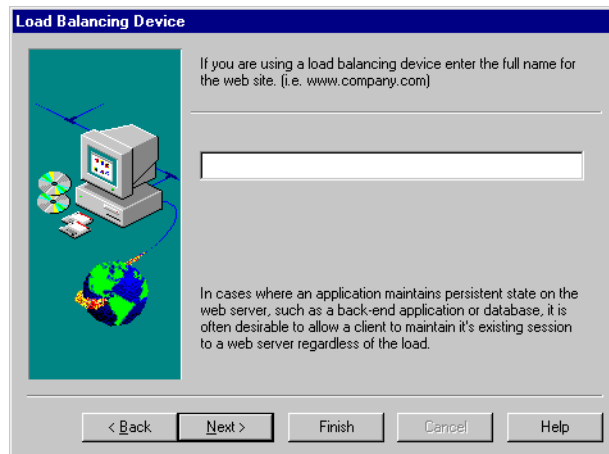 Load Balancing Device
If you are using a load balancing device enter the full name for
the web site. (i.e. www.company.com)
In cases where an application maintains persistent state on the
web server, such as a back-end application or database, it is
often desirable to allow a client to maintain it's existing session
to a web server regardless of the load.
< Back Next > Finish Cancel Help